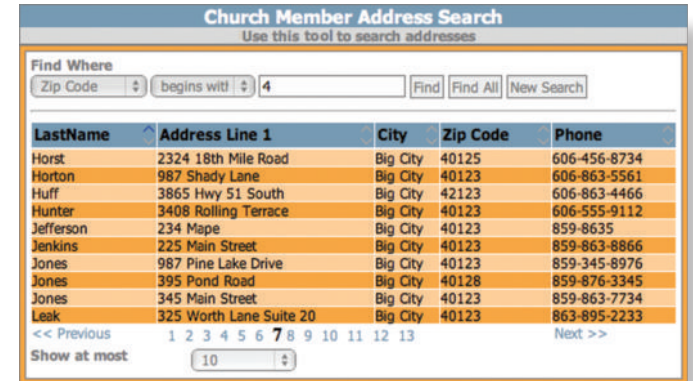 Church Member Address Search
Use this tool to search addresses
Find Where
Zip Code begins witl 4 Find Find All New Search
LastName Address Line 1 City Zip Code Phone
Horst 2324 18th Mile Road Big City 40125 606-456-8734
Horton 987 Shady Lane Big City 40123 606-863-5561
Huff 3865 Hwy 51 South Big City 42123 606-863-4466
Hunter 3408 Rolling Terrace Big City 40123 606-555-9112
Jefferson 234 Mape Big City 40123 859-8635
Jenkins 225 Main Street Big City 40123 859-863-8866
Jones 987 Pine Lake Drive Big City 40123 859-345-8976
Jones 395 Pond Road Big City 40128 859-876-3345
Jones 345 Main Street Big City 40123 859-863-7734
Leak 325 Worth Lane Suite 20 Big City 40123 863-895-2233
<< Previous 1 2 3 4 5 6 7 8 9 10 11 12 13 Next >>
Show at most 10